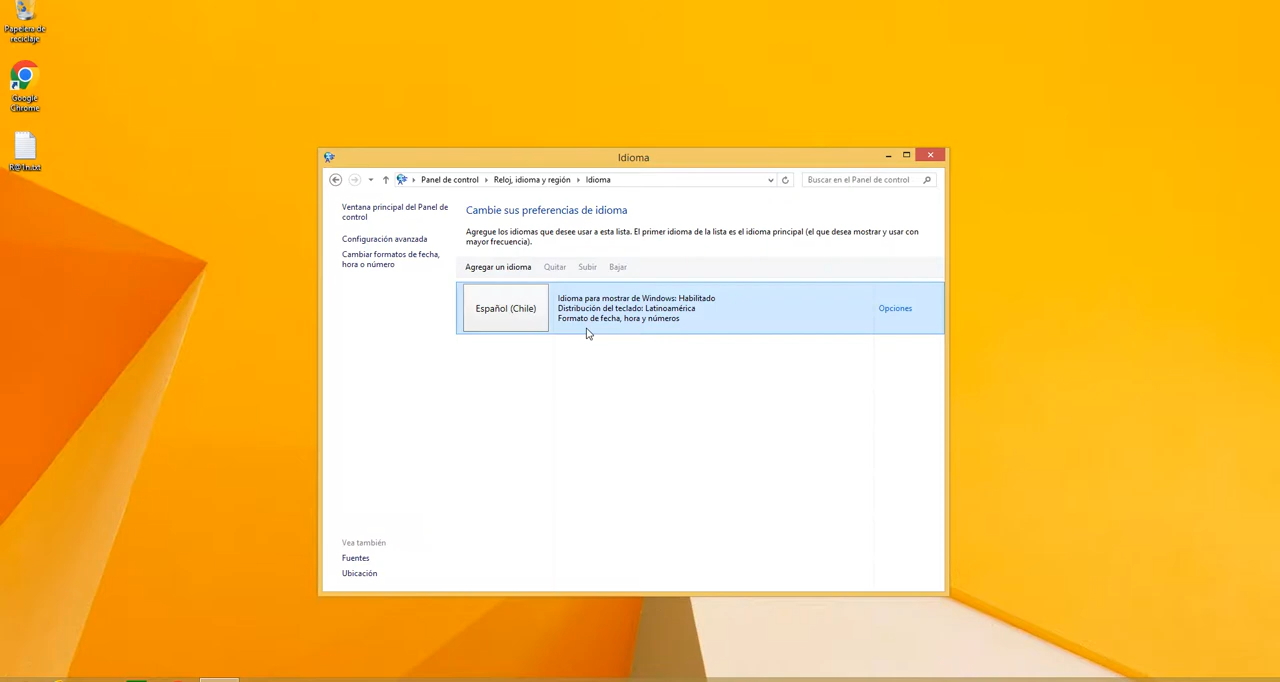 Papelera de
reciclaje
Google
Chrome
Idioma
Panel de control
Reloj, idioma y región
Idioma
Buscar en el Panel de control
Ventana principal del Panel de
control
Configuración avanzada
Cambiar formatos de fecha,
hora o número
Cambie sus preferencias de idioma
Agregue los idiomas que desee usar a esta lista. El primer idioma de la lista es el idioma principal (el que desea mostrar y usar con
mayor frecuencia).
Agregar un idioma Quitar Subir Bajar
Español (Chile)
Idioma para mostrar de Windows: Habilitado
Distribución del teclado: Latinoamérica
Formato de fecha, hora y números
Opciones
Vea también
Fuentes
Ubicación